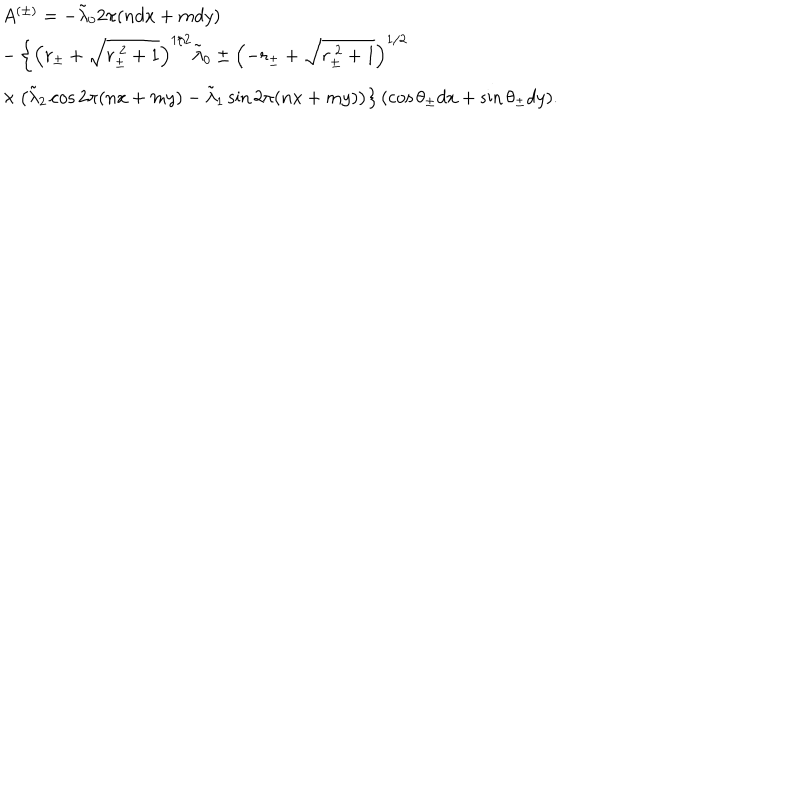 A^{(\pm)} = -\tilde{\lambda}_0 2\pi(ndx + mdy)
- \left\{ \left( r_{\pm} + \sqrt{r_{\pm}^2 + 1} \right)^{1/2} \tilde{\lambda}_0 \pm \left( -r_{\pm} + \sqrt{r_{\pm}^2 + 1} \right)^{1/2}
\times \left( \tilde{\lambda}_2 \cos 2\pi(nx + my) - \tilde{\lambda}_1 \sin 2\pi(nx + my) \right) \right\} (\cos\theta_{\pm} dx + \sin\theta_{\pm} dy).